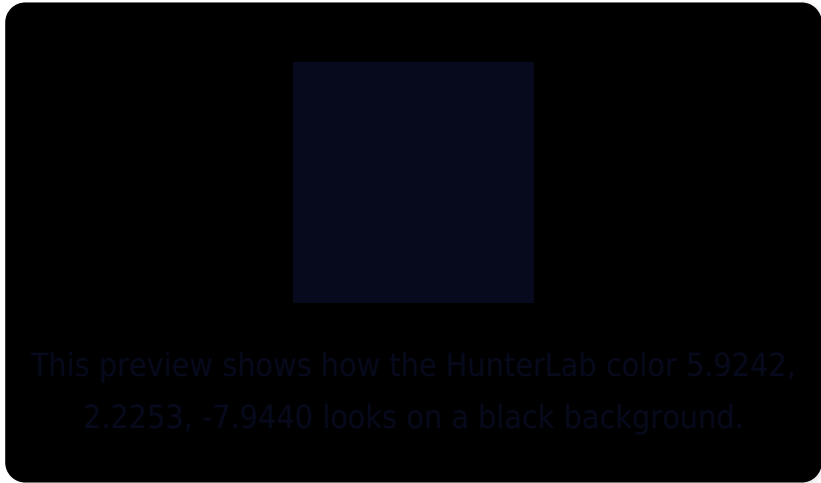 This preview shows how the HunterLab color 5.9242,
2.2253, -7.9440 looks on a black background.